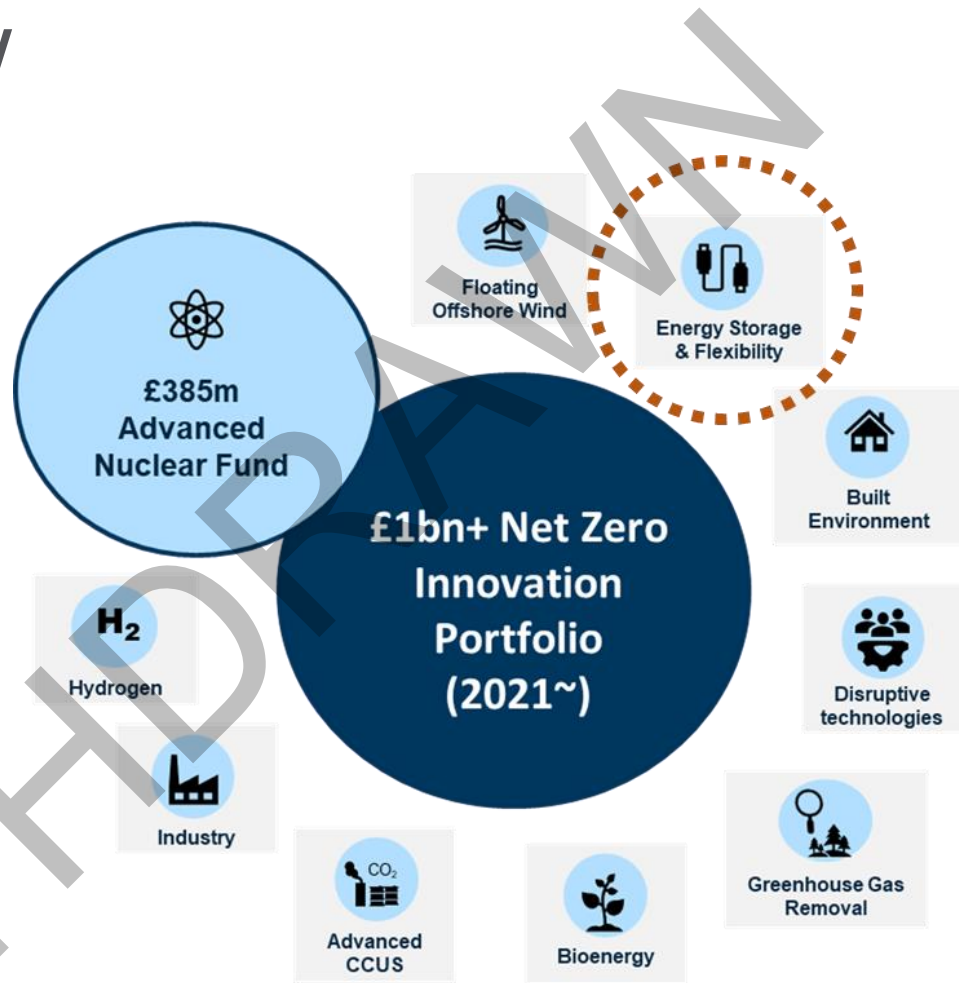 Floating
Offshore Wind
Energy Storage
& Flexibility
£385m
Advanced
Nuclear Fund
Built
Environment
£1bn+ Net Zero
Innovation
Portfolio
(2021~)
H₂
Hydrogen
Disruptive
technologies
Industry
CO₂
Advanced
CCUS
Bioenergy
Greenhouse Gas
Removal
HDRAWN